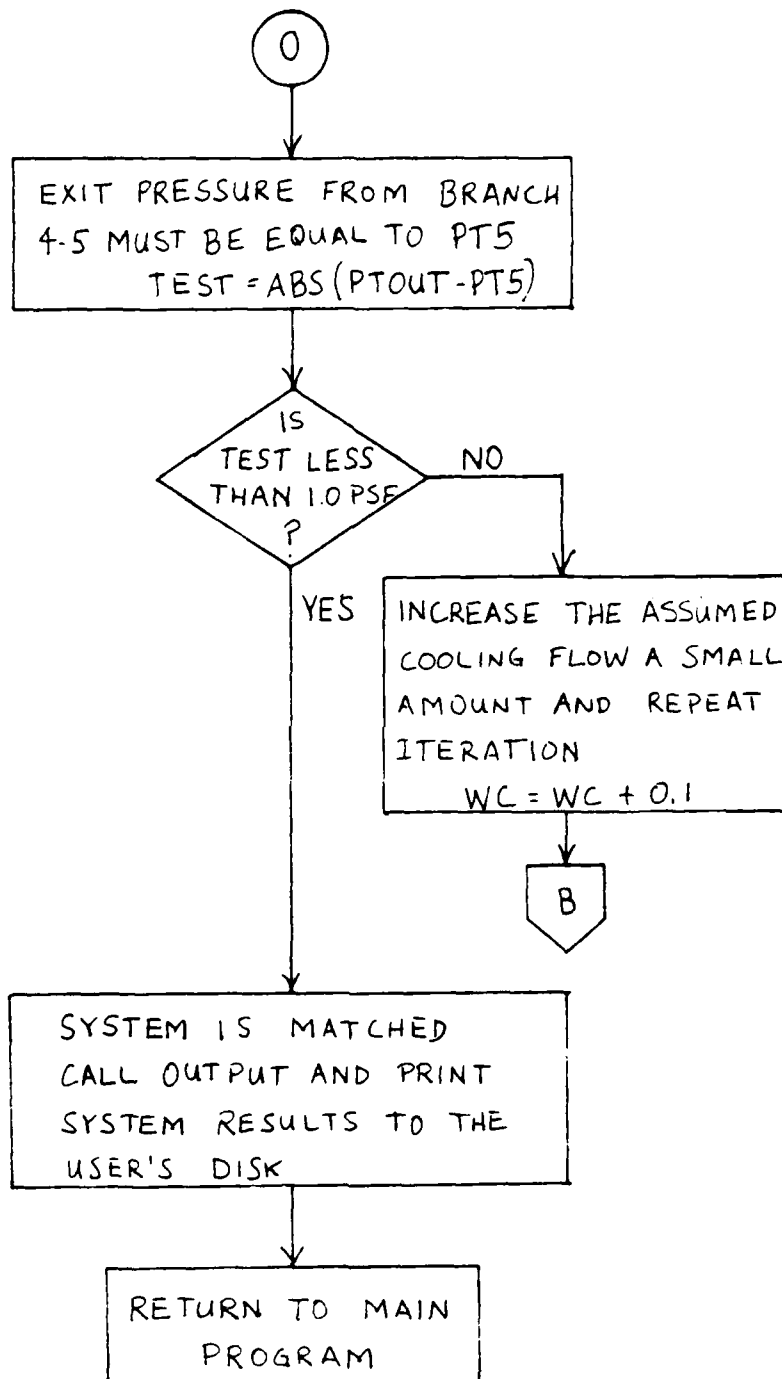 O
EXIT PRESSURE FROM BRANCH
4-5 MUST BE EQUAL TO PT5
TEST = ABS(PTOUT-PT5)
IS
TEST LESS
THAN 1.0 PSF
?
NO
YES
INCREASE THE ASSUMED
COOLING FLOW A SMALL
AMOUNT AND REPEAT
ITERATION
WC = WC + 0.1
B
SYSTEM IS MATCHED
CALL OUTPUT AND PRINT
SYSTEM RESULTS TO THE
USER'S DISK
RETURN TO MAIN
PROGRAM